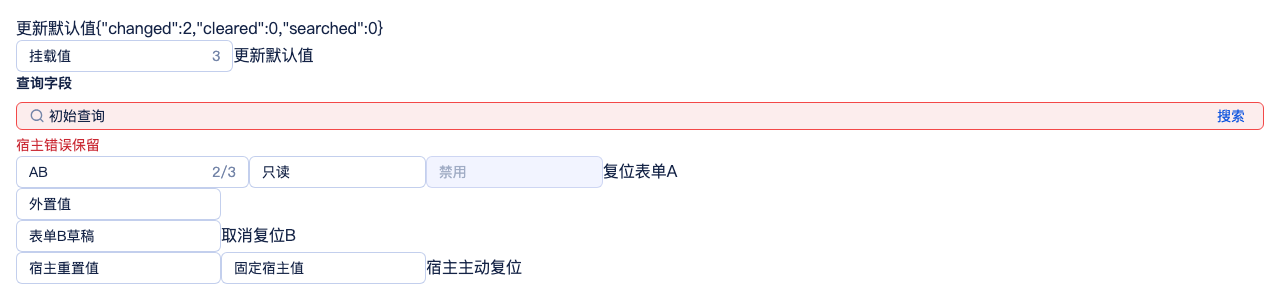 更新默认值{"changed":2,"cleared":0,"searched":0}
挂载值 3 更新默认值
查询字段
初始查询 搜索
宿主错误保留
AB 2/3 只读 禁用 复位表单A
外置值
表单B草稿 取消复位B
宿主重置值 固定宿主值 宿主主动复位